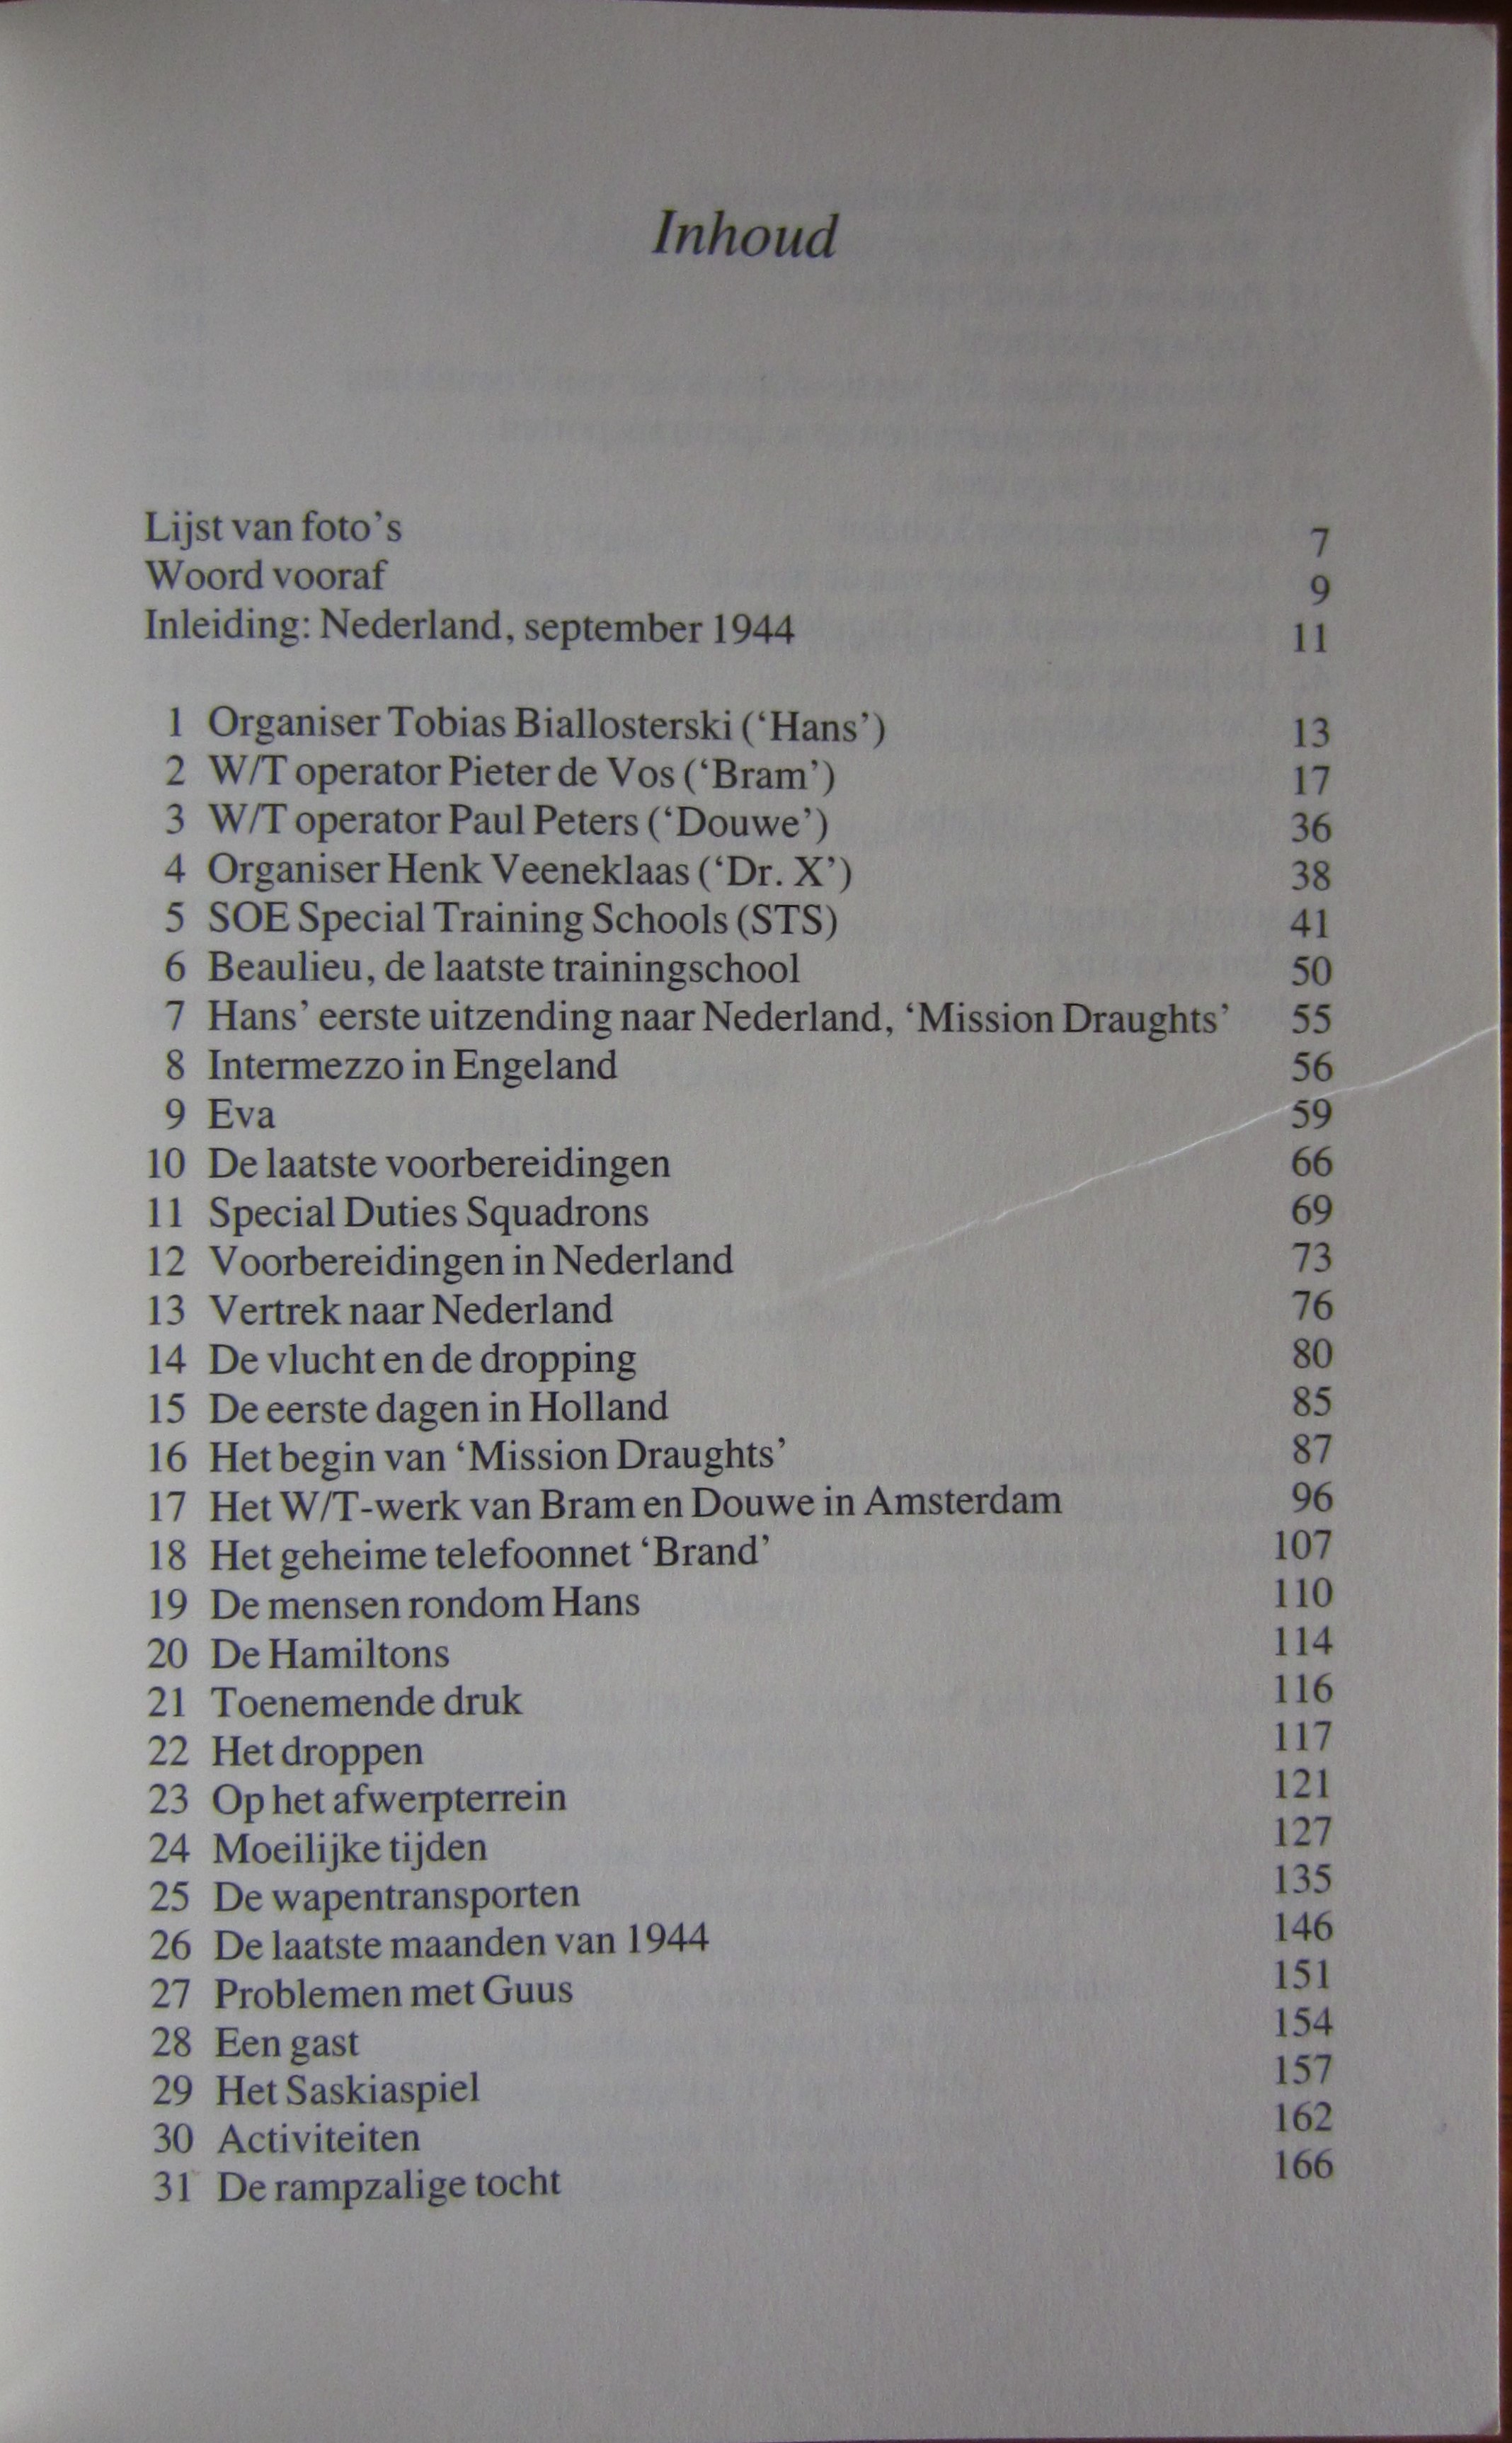 Inhoud
Lijst van foto's 7
Woord vooraf 9
Inleiding: Nederland, september 1944 11
1 Organiser Tobias Biallosterski (‘Hans’) 13
2 W/T operator Pieter de Vos (‘Bram’) 17
3 W/T operator Paul Peters (‘Douwe’) 36
4 Organiser Henk Veeneklaas (‘Dr. X’) 38
5 SOE Special Training Schools (STS) 41
6 Beaulieu, de laatste trainingschool 50
7 Hans’ eerste uitzending naar Nederland, ‘Mission Draughts’ 55
8 Intermezzo in Engeland 56
9 Eva 59
10 De laatste voorbereidingen 66
11 Special Duties Squadrons 69
12 Voorbereidingen in Nederland 73
13 Vertrek naar Nederland 76
14 De vlucht en de dropping 80
15 De eerste dagen in Holland 85
16 Het begin van ‘Mission Draughts’ 87
17 Het W/T-werk van Bram en Douwe in Amsterdam 96
18 Het geheime telefoonnet ‘Brand’ 107
19 De mensen rondom Hans 110
20 De Hamiltons 114
21 Toenemende druk 116
22 Het droppen 117
23 Op het afwerpterrein 121
24 Moeilijke tijden 127
25 De wapentransporten 135
26 De laatste maanden van 1944 146
27 Problemen met Guus 151
28 Een gast 154
29 Het Saskiaspiel 157
30 Activiteiten 162
31 De rampzalige tocht 166